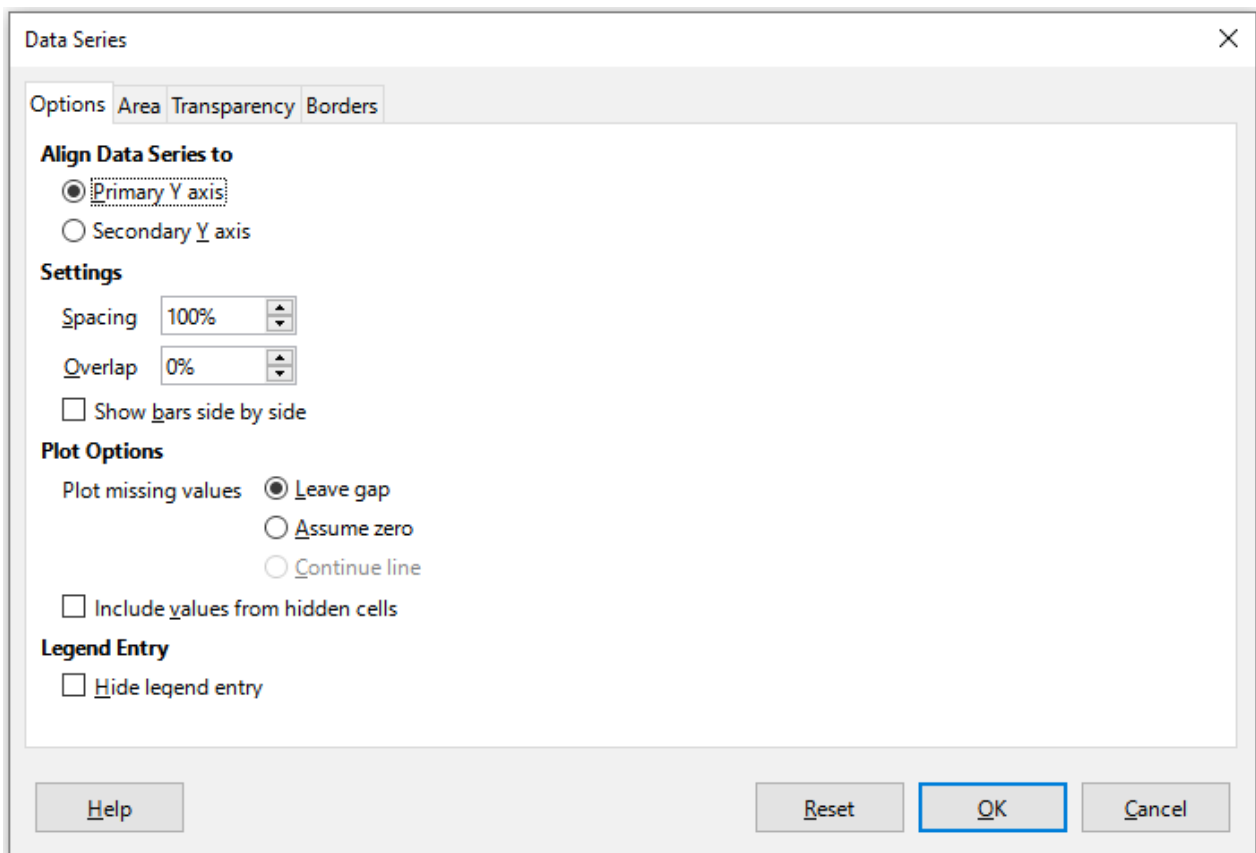 Data Series
Options Area Transparency Borders
Align Data Series to
Primary Y axis
Secondary Y axis
Settings
Spacing 100%
Overlap 0%
Show bars side by side
Plot Options
Plot missing values Leave gap
Assume zero
Continue line
Include values from hidden cells
Legend Entry
Hide legend entry
Help Reset OK Cancel